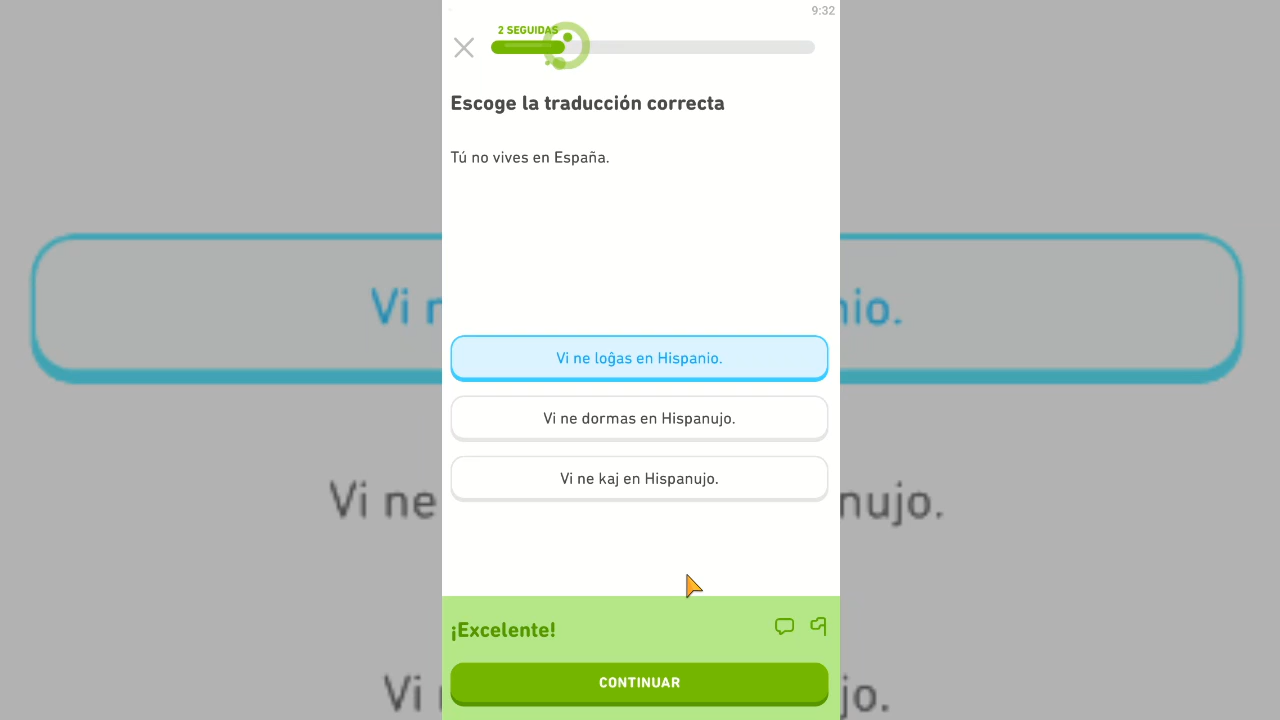 9:32
2 SEGUIDAS
Escoge la traducción correcta
Tú no vives en España.
Vi ne loĝas en Hispanio.
Vi ne dormas en Hispanujo.
Vi ne kaj en Hispanujo.
¡Excelente!
CONTINUAR